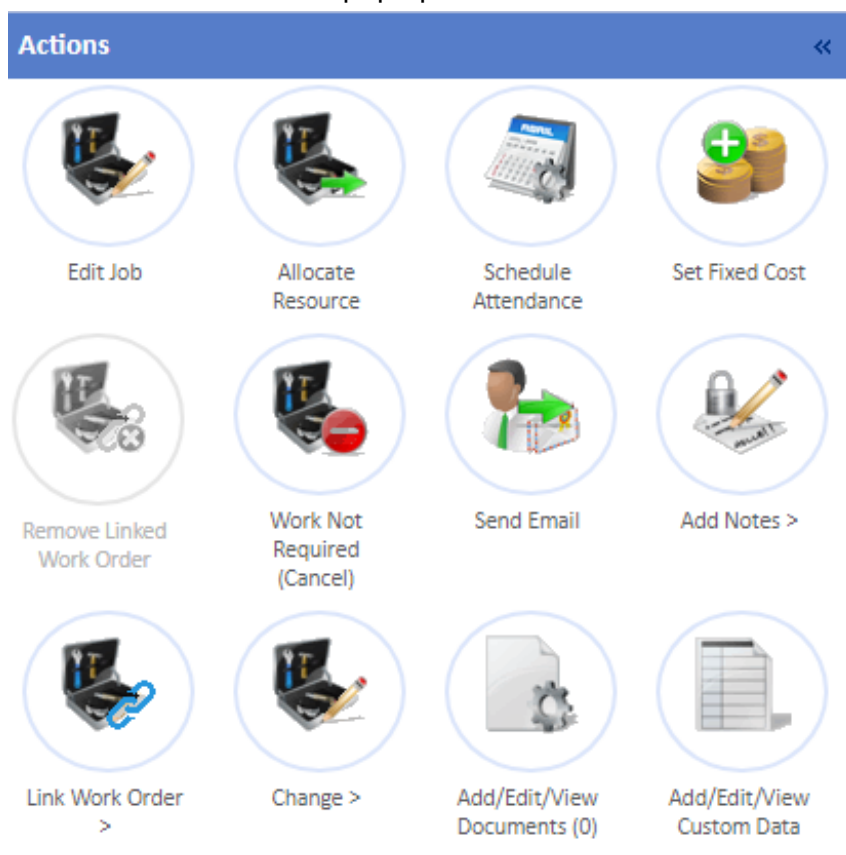 Actions
«
Edit Job
Allocate
Resource
Schedule
Attendance
Set Fixed Cost
Remove Linked
Work Order
Work Not
Required
(Cancel)
Send Email
Add Notes >
Link Work Order
>
Change >
Add/Edit/View
Documents (0)
Add/Edit/View
Custom Data